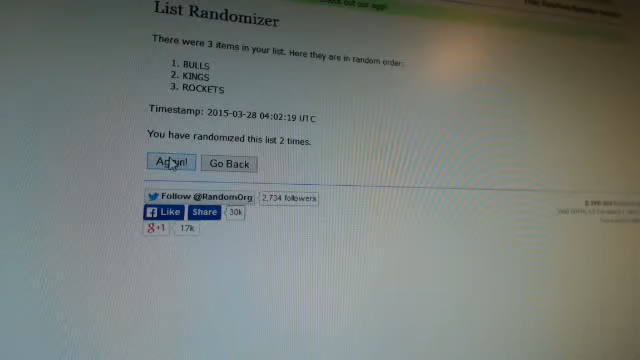 List Randomizer
There were 3 items in your list. Here they are in random order:
1. BULLS
2. KINGS
3. ROCKETS
Timestamp: 2015-03-28 04:02:19 UTC
You have randomized this list 2 times.
Again! Go Back
Follow @RandomOrg 2,734 followers
Like Share 30k
g+1 17k